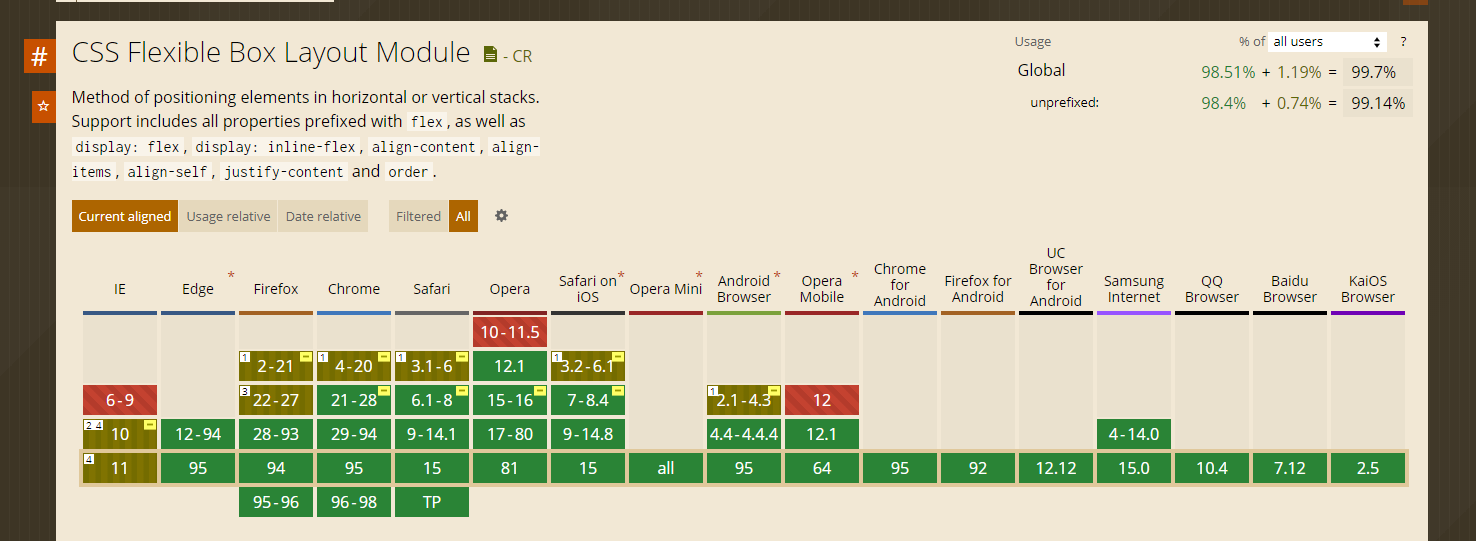 #
CSS Flexible Box Layout Module - CR
Usage % of all users ?
Global 98.51% + 1.19% = 99.7%
unprefixed: 98.4% + 0.74% = 99.14%
Method of positioning elements in horizontal or vertical stacks.
Support includes all properties prefixed with flex, as well as
display: flex, display: inline-flex, align-content, align-
items, align-self, justify-content and order.
Current aligned Usage relative Date relative Filtered All
IE Edge * Firefox Chrome Safari Opera Safari on iOS * Opera Mini * Android Browser * Opera Mobile * Chrome for Android Firefox for Android UC Browser for Android Samsung Internet QQ Browser Baidu Browser KaiOS Browser
10-11.5
1 2-21 1 4-20 1 3.1-6 12.1 1 3.2-6.1
6-9 3 22-27 21-28 6.1-8 15-16 7-8.4 1 2.1-4.3 12
2 4 10 12-94 28-93 29-94 9-14.1 17-80 9-14.8 4.4-4.4.4 12.1 4-14.0
4 11 95 94 95 15 81 15 all 95 64 95 92 12.12 15.0 10.4 7.12 2.5
95-96 96-98 TP